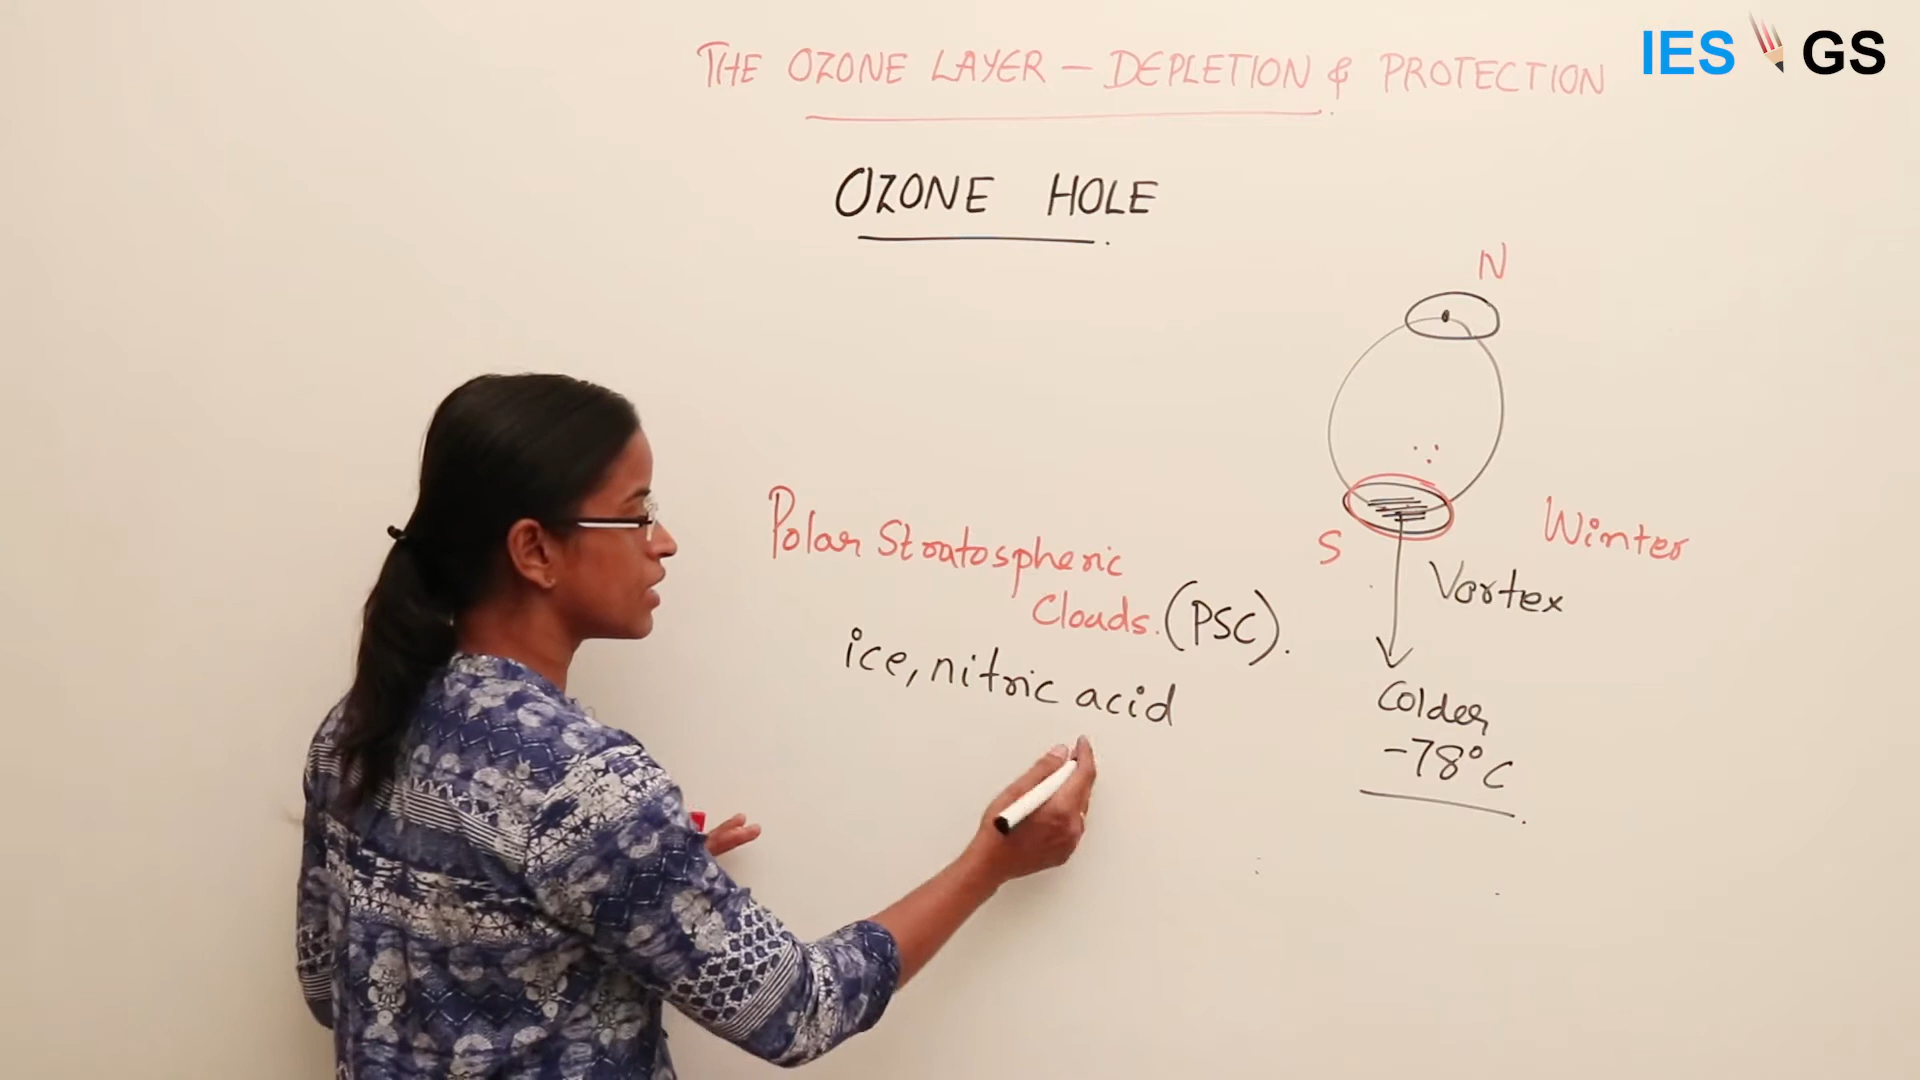 THE OZONE LAYER – DEPLETION & PROTECTION
IES GS
OZONE HOLE
N
Polar Stratospheric
Clouds. (PSC).
ice, nitric acid
S
Winter
Vortex
Colder
-78°C